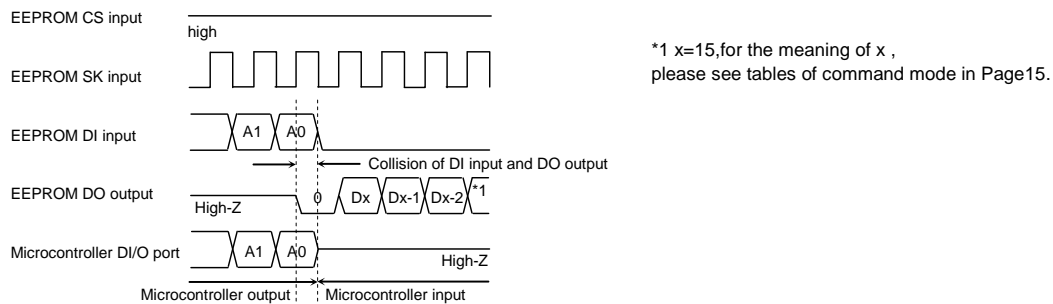 EEPROM CS input
high
*1 x=15,for the meaning of x ,
please see tables of command mode in Page15.
EEPROM SK input
EEPROM DI input
A1 A0
Collision of DI input and DO output
EEPROM DO output
High-Z
0 Dx Dx-1 Dx-2 *1
Microcontroller DI/O port
A1 A0
High-Z
Microcontroller output Microcontroller input